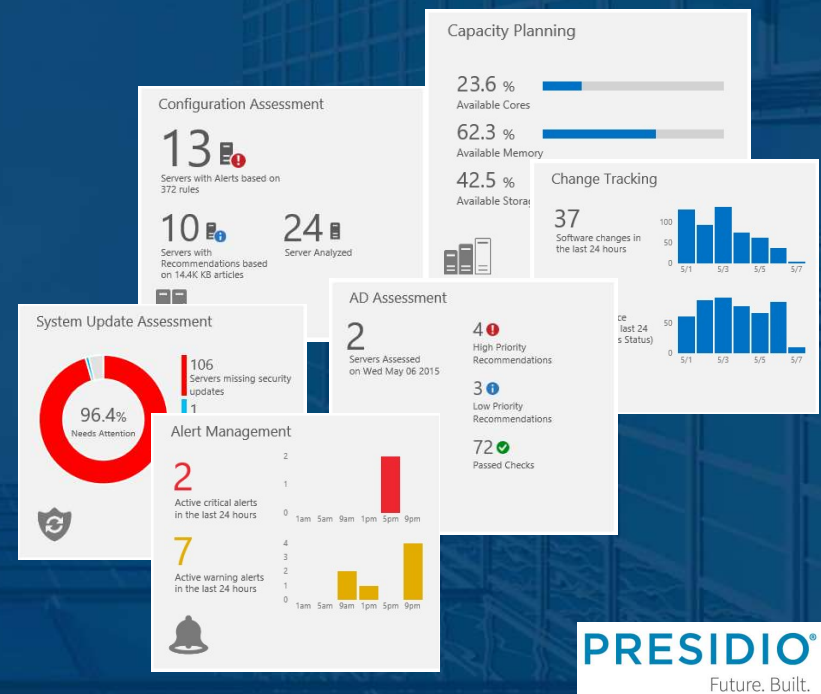 Capacity Planning
23.6 %
Available Cores
62.3 %
Available Memory
42.5 %
Available
Configuration Assessment
13
Servers with Alerts based on
372 rules
10
Servers with
Recommendations based
on 14.4K KB articles
24
Server Analyzed
Change Tracking
37
Software changes in
the last 24 hours
100
50
0
5/1 5/3 5/5 5/7
last 24
Status)
50
0
5/1 5/3 5/5 5/7
AD Assessment
2
Servers Assessed
on Wed May 06 2015
4
High Priority
Recommendations
3
Low Priority
Recommendations
72
Passed Checks
System Update Assessment
96.4%
Needs Attention
106
Servers missing security
updates
1
Alert Management
2
Active critical alerts
in the last 24 hours
2
1
0
1am 5am 9am 1pm 5pm 9pm
7
Active warning alerts
in the last 24 hours
4
3
2
1
0
1am 5am 9am 1pm 5pm 9pm
PRESIDIO®
Future. Built.